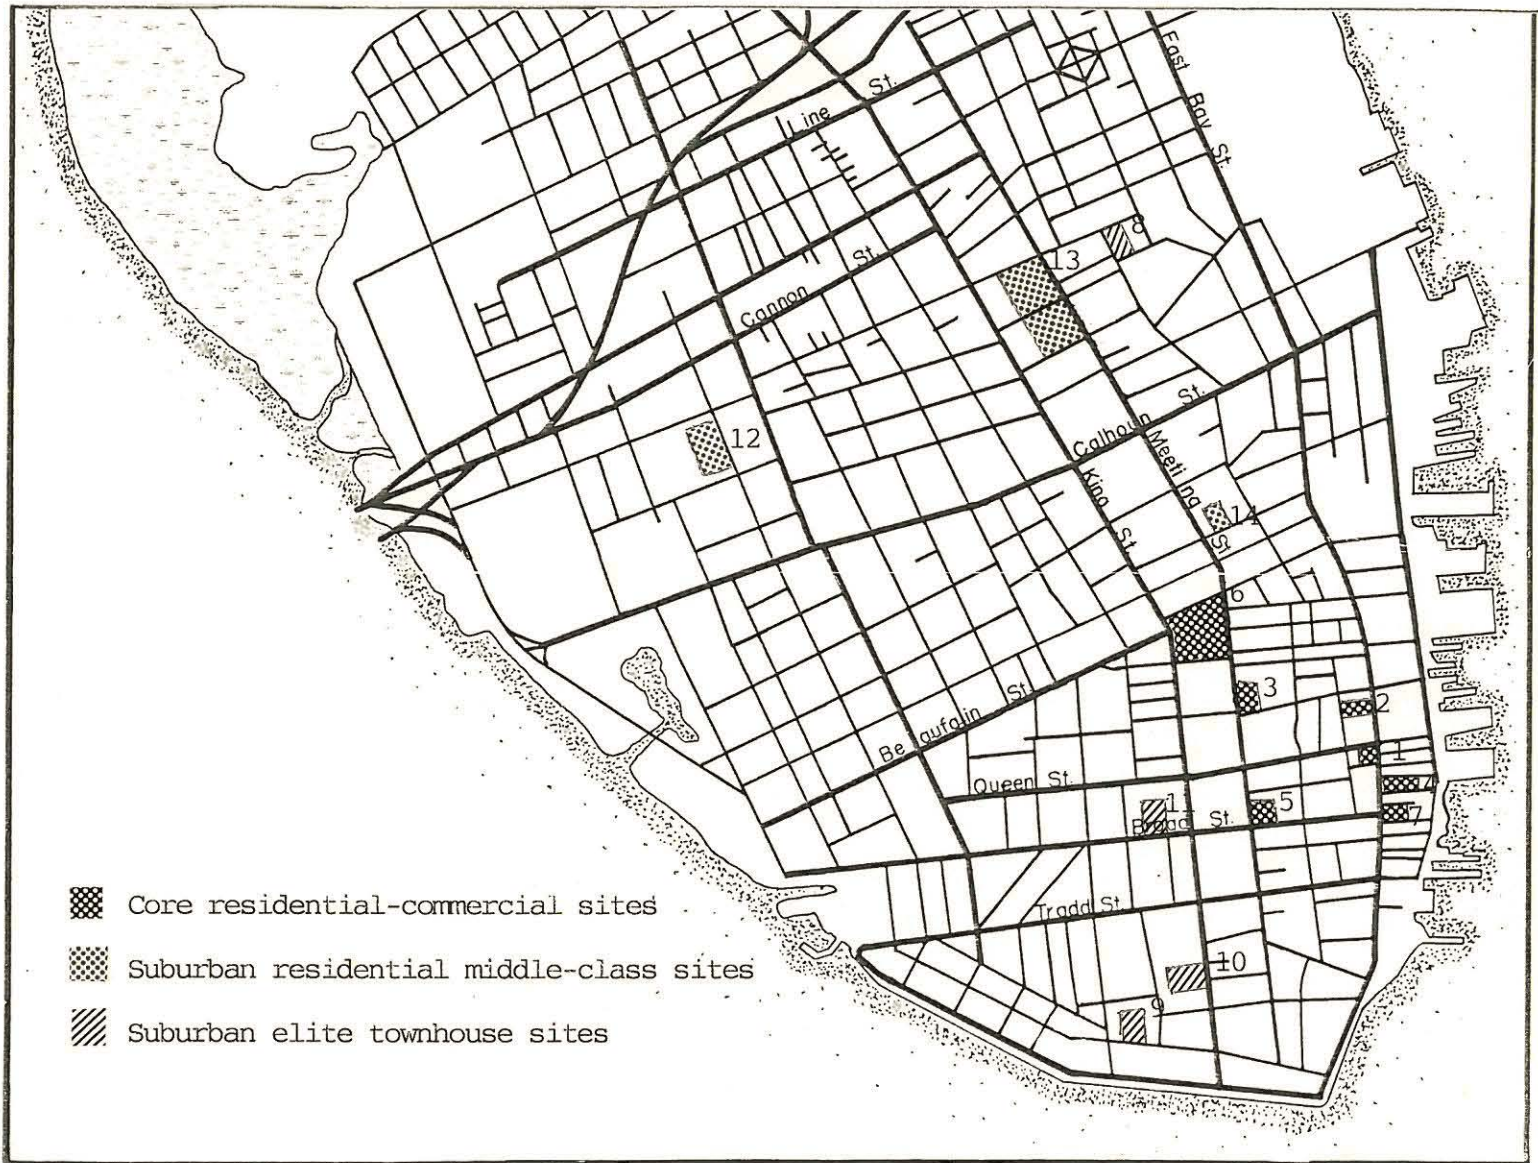 East Bay St.
Line St.
8
13
Cannon St.
12
Calhoun St.
King St.
Meeting St.
14
6
3
2
Beaufain St.
1
Queen St.
4
1
5
7
Broad St.
Tradd St.
10
9
Core residential-commercial sites
Suburban residential middle-class sites
Suburban elite townhouse sites